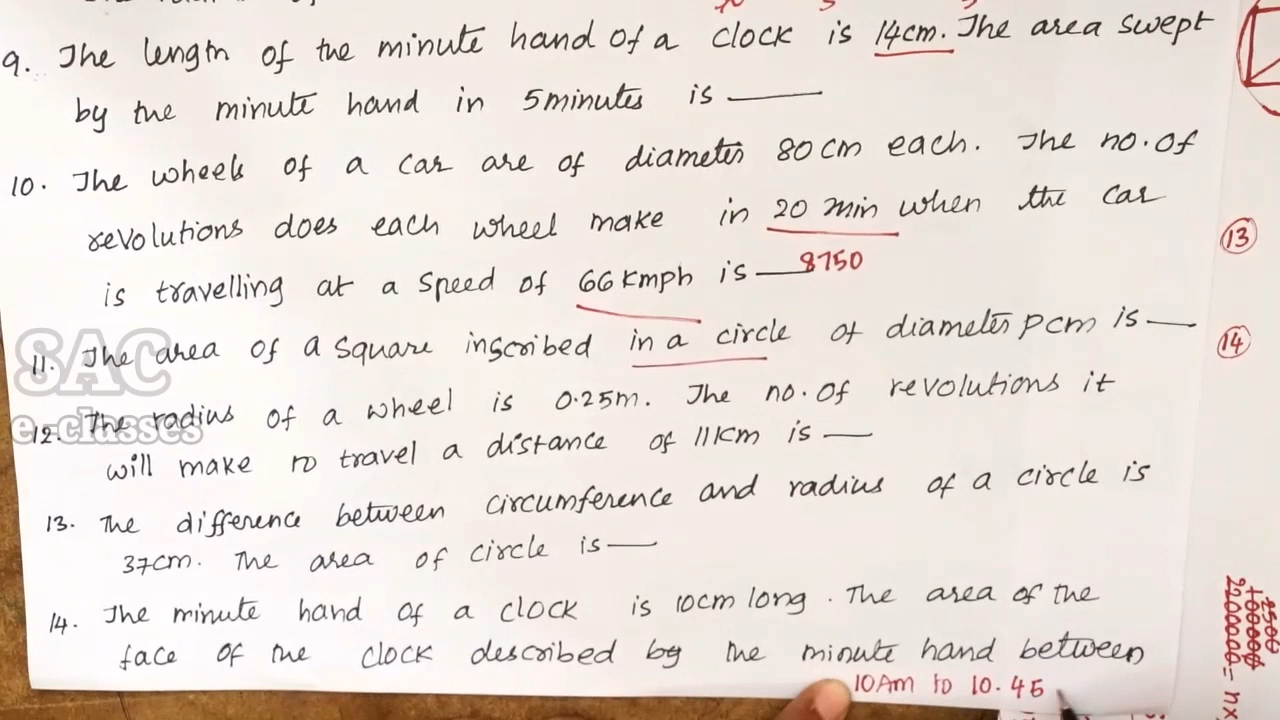 9. The length of the minute hand of a clock is 14cm. The area swept
by the minute hand in 5minutes is
10. The wheels of a car are of diameter 80cm each. The no. of
revolutions does each wheel make in 20 min when the car
is travelling at a speed of 66kmph is 8750
11. The area of a square inscribed in a circle of diameter pcm is
12. The radius of a wheel is 0.25m. The no. of revolutions it
will make to travel a distance of 11km is
13. The difference between circumference and radius of a circle is
37cm. The area of circle is
14. The minute hand of a clock is 10cm long. The area of the
face of the clock described by the minute hand between
10Am to 10.45
SAC
e-classes
13
14
2500